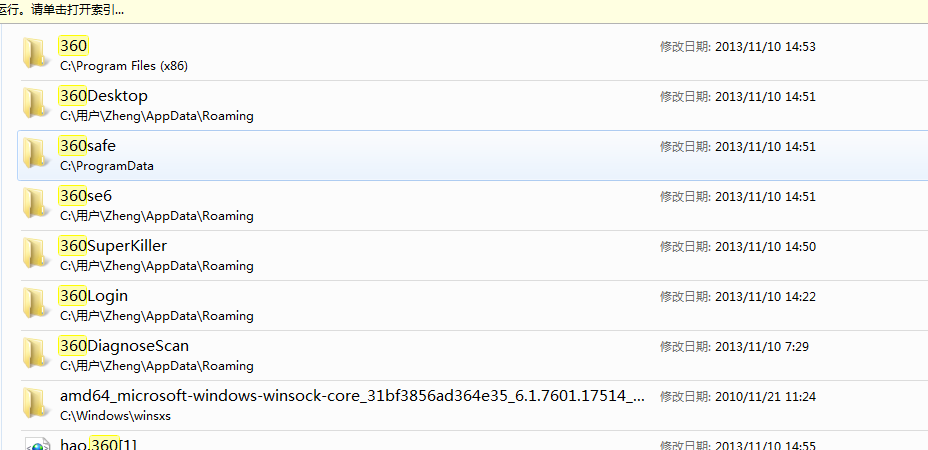 运行。请单击打开索引...
360 修改日期: 2013/11/10 14:53
C:\Program Files (x86)
360Desktop 修改日期: 2013/11/10 14:51
C:\用户\Zheng\AppData\Roaming
360safe 修改日期: 2013/11/10 14:51
C:\ProgramData
360se6 修改日期: 2013/11/10 14:51
C:\用户\Zheng\AppData\Roaming
360SuperKiller 修改日期: 2013/11/10 14:50
C:\用户\Zheng\AppData\Roaming
360Login 修改日期: 2013/11/10 14:22
C:\用户\Zheng\AppData\Roaming
360DiagnoseScan 修改日期: 2013/11/10 7:29
C:\用户\Zheng\AppData\Roaming
amd64_microsoft-windows-winsock-core_31bf3856ad364e35_6.1.7601.17514_... 修改日期: 2010/11/21 11:24
C:\Windows\winsxs
hao.360[1] 修改日期: 2013/11/10 14:55